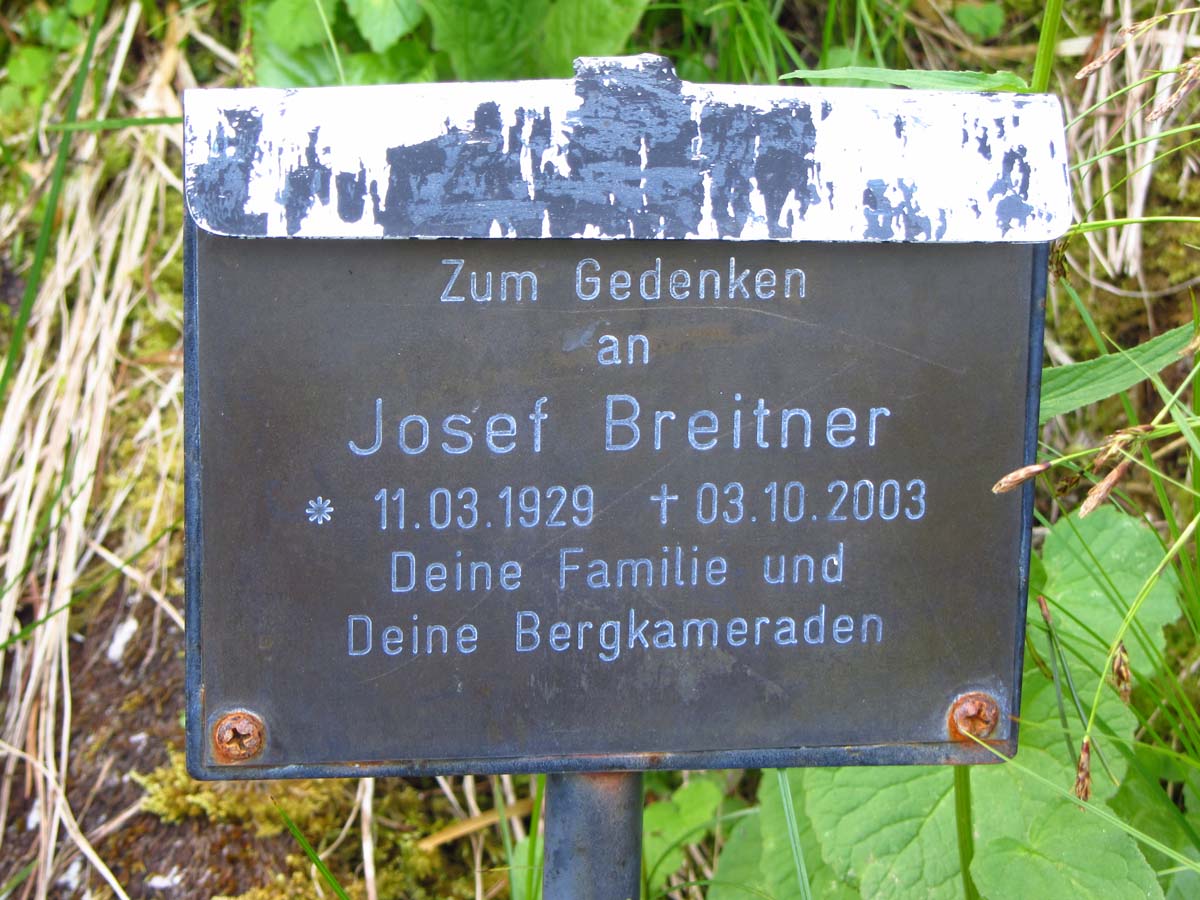 Zum Gedenken
an
Josef Breitner
* 11.03.1929 † 03.10.2003
Deine Familie und
Deine Bergkameraden